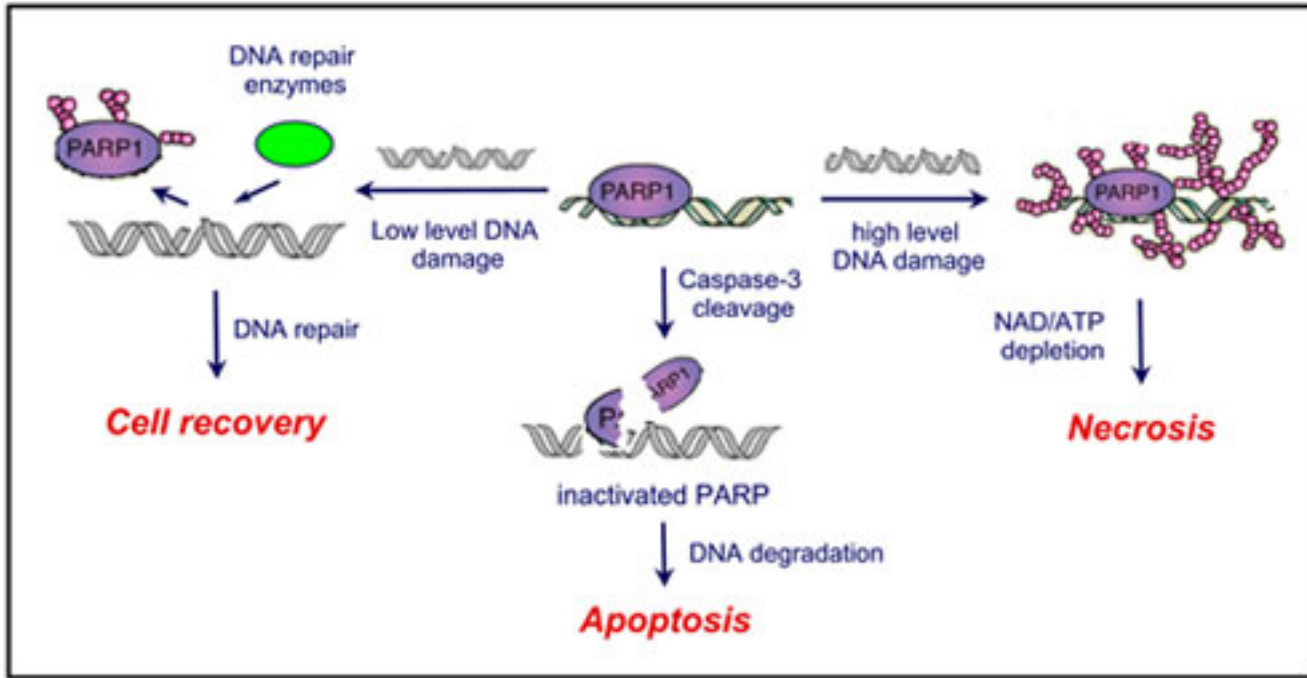 DNA repair
enzymes
PARP1
Low level DNA
damage
DNA repair
Cell recovery
PARP1
Caspase-3
cleavage
P
ARP1
inactivated PARP
DNA degradation
Apoptosis
high level
DNA damage
PARP1
NAD/ATP
depletion
Necrosis